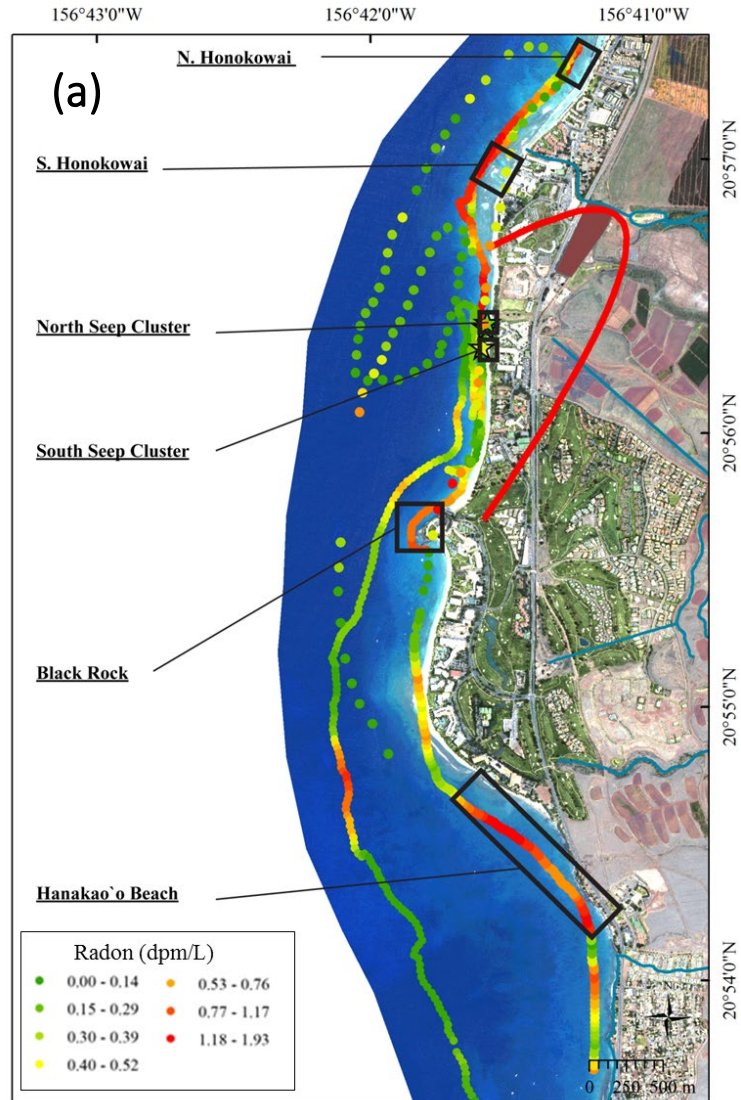 156°43'0"W 156°42'0"W 156°41'0"W
(a)
N. Honokowai
S. Honokowai
North Seep Cluster
South Seep Cluster
Black Rock
Hanakao`o Beach
20°57'0"N
20°56'0"N
20°55'0"N
20°54'0"N
Radon (dpm/L)
0.00 - 0.14
0.15 - 0.29
0.30 - 0.39
0.40 - 0.52
0.53 - 0.76
0.77 - 1.17
1.18 - 1.93
0 250 500 m